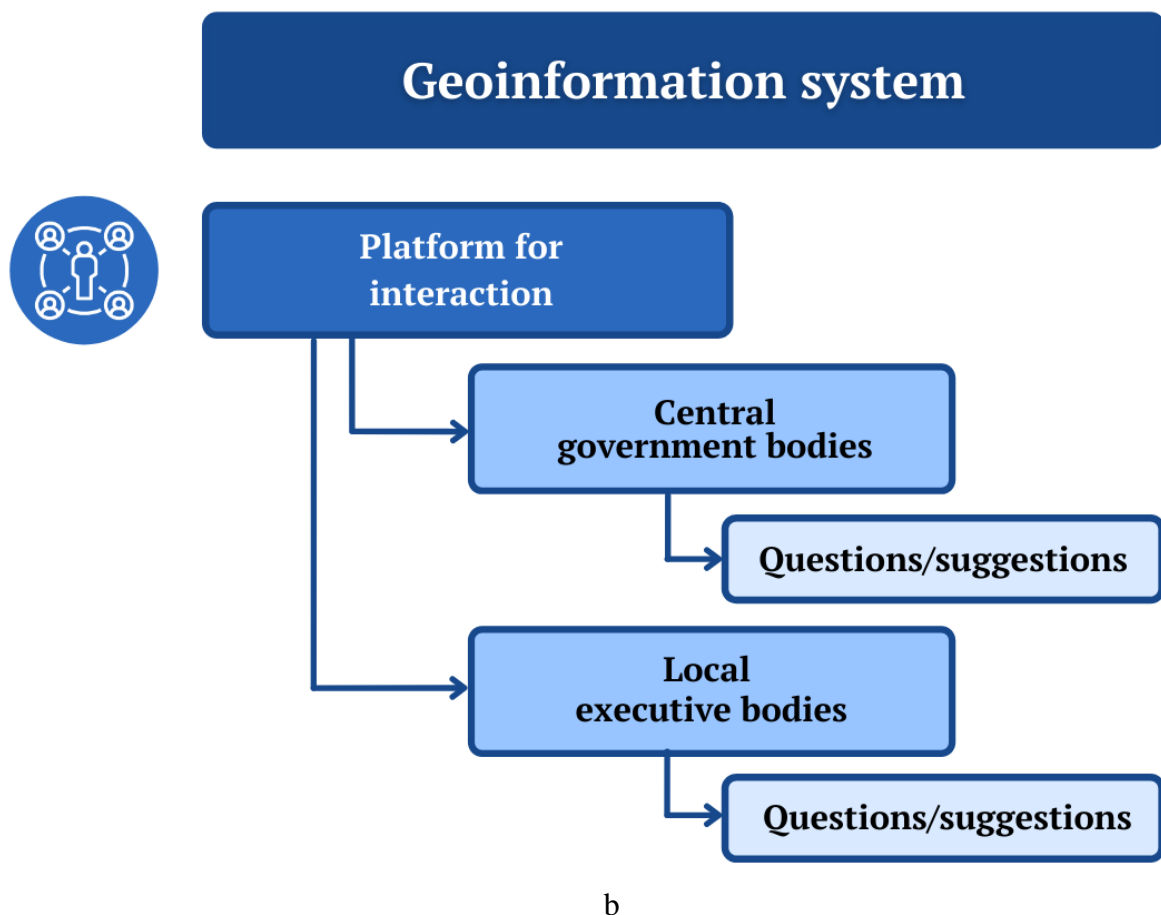 Geoinformation system
Platform for
interaction
Central
government bodies
Questions/suggestions
Local
executive bodies
Questions/suggestions
b